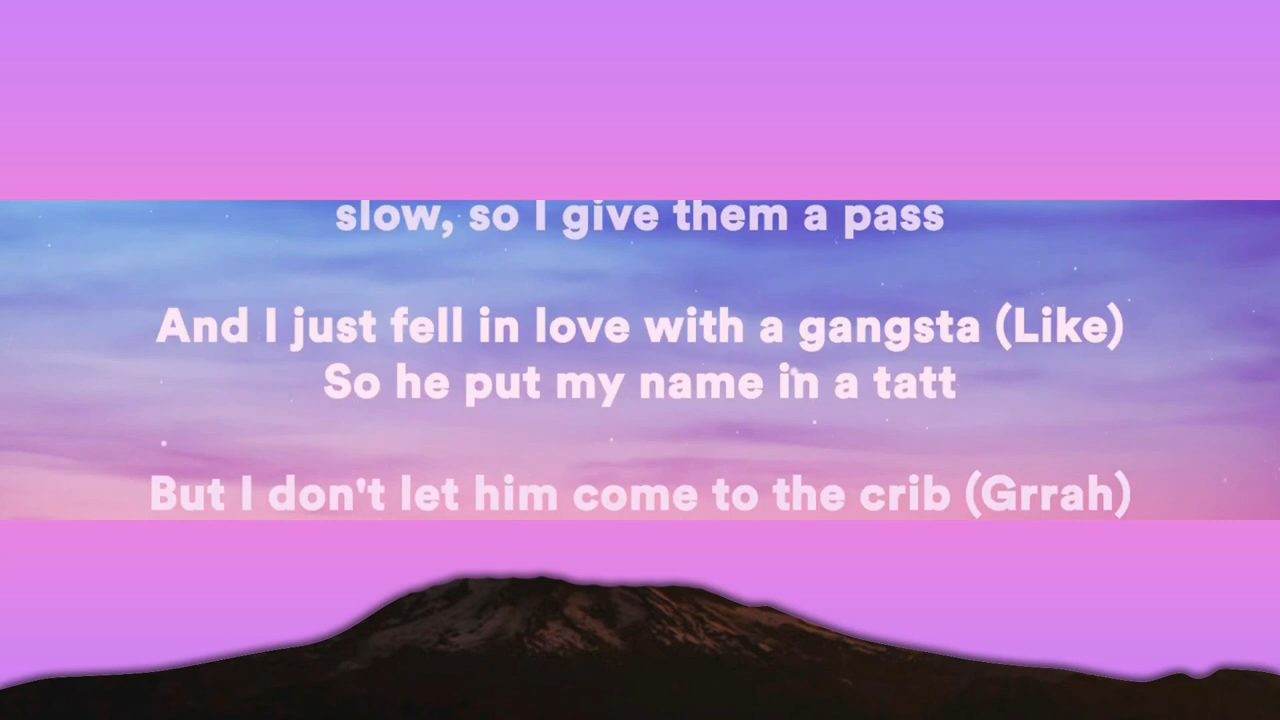 slow, so I give them a pass
And I just fell in love with a gangsta (Like)
So he put my name in a tatt
But I don't let him come to the crib (Grrah)